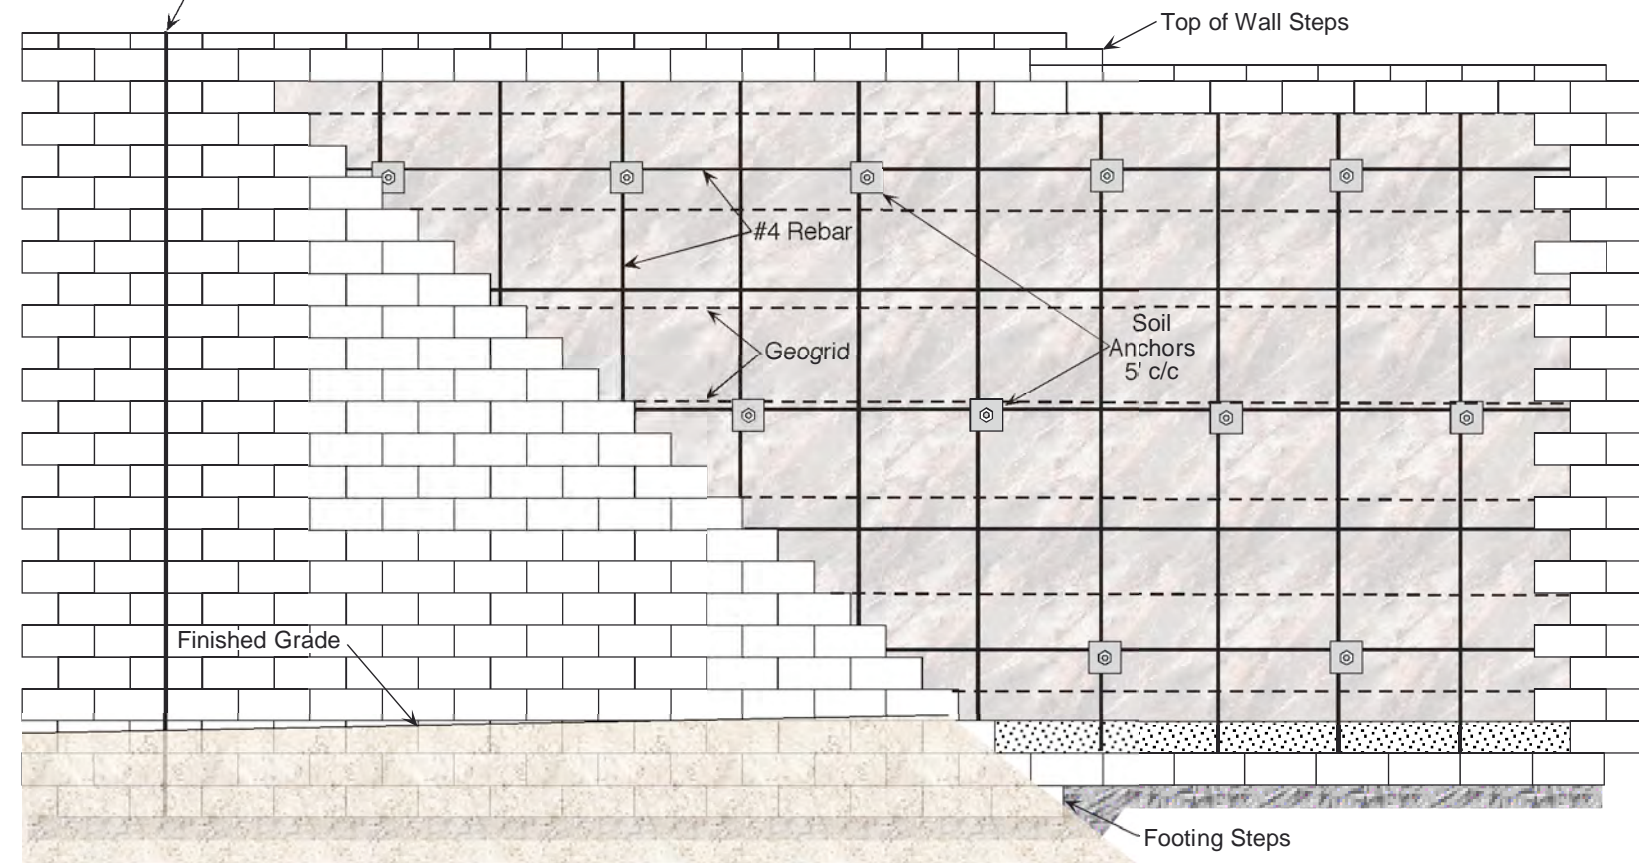 Top of Wall Steps
#4 Rebar
Geogrid
Soil
Anchors
5' c/c
Finished Grade
Footing Steps